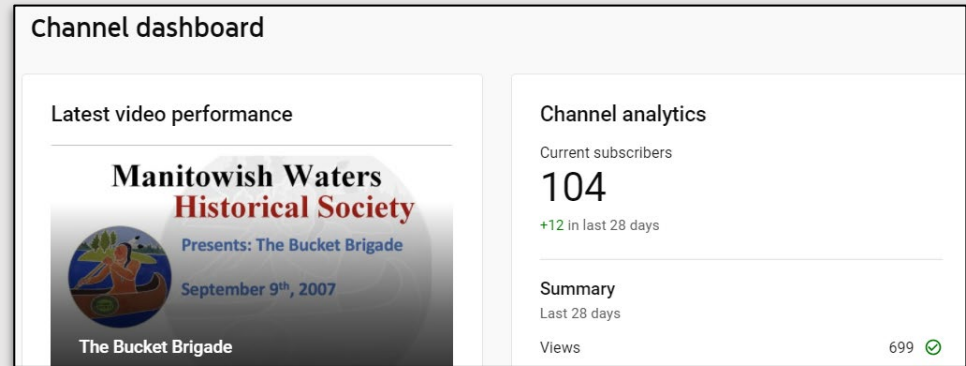 Channel dashboard
Latest video performance
Manitowish Waters
Historical Society
Presents: The Bucket Brigade
September 9th, 2007
The Bucket Brigade
Channel analytics
Current subscribers
104
+12 in last 28 days
Summary
Last 28 days
Views 699